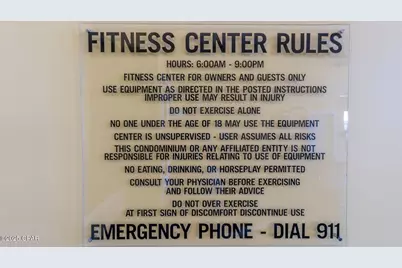 FITNESS CENTER RULES
HOURS: 6:00AM - 9:00PM
FITNESS CENTER FOR OWNERS AND GUESTS ONLY
USE EQUIPMENT AS DIRECTED IN THE POSTED INSTRUCTIONS
IMPROPER USE MAY RESULT IN INJURY
DO NOT EXERCISE ALONE
NO ONE UNDER THE AGE OF 18 MAY USE THE EQUIPMENT
CENTER IS UNSUPERVISED - USER ASSUMES ALL RISKS
THIS CONDOMINIUM OR ANY AFFILIATED ENTITY IS NOT
RESPONSIBLE FOR INJURIES RELATING TO USE OF EQUIPMENT
NO EATING, DRINKING, OR HORSEPLAY PERMITTED
CONSULT YOUR PHYSICIAN BEFORE EXERCISING
AND FOLLOW THEIR ADVICE
DO NOT OVER EXERCISE
AT FIRST SIGN OF DISCOMFORT DISCONTINUE USE
EMERGENCY PHONE - DIAL 911